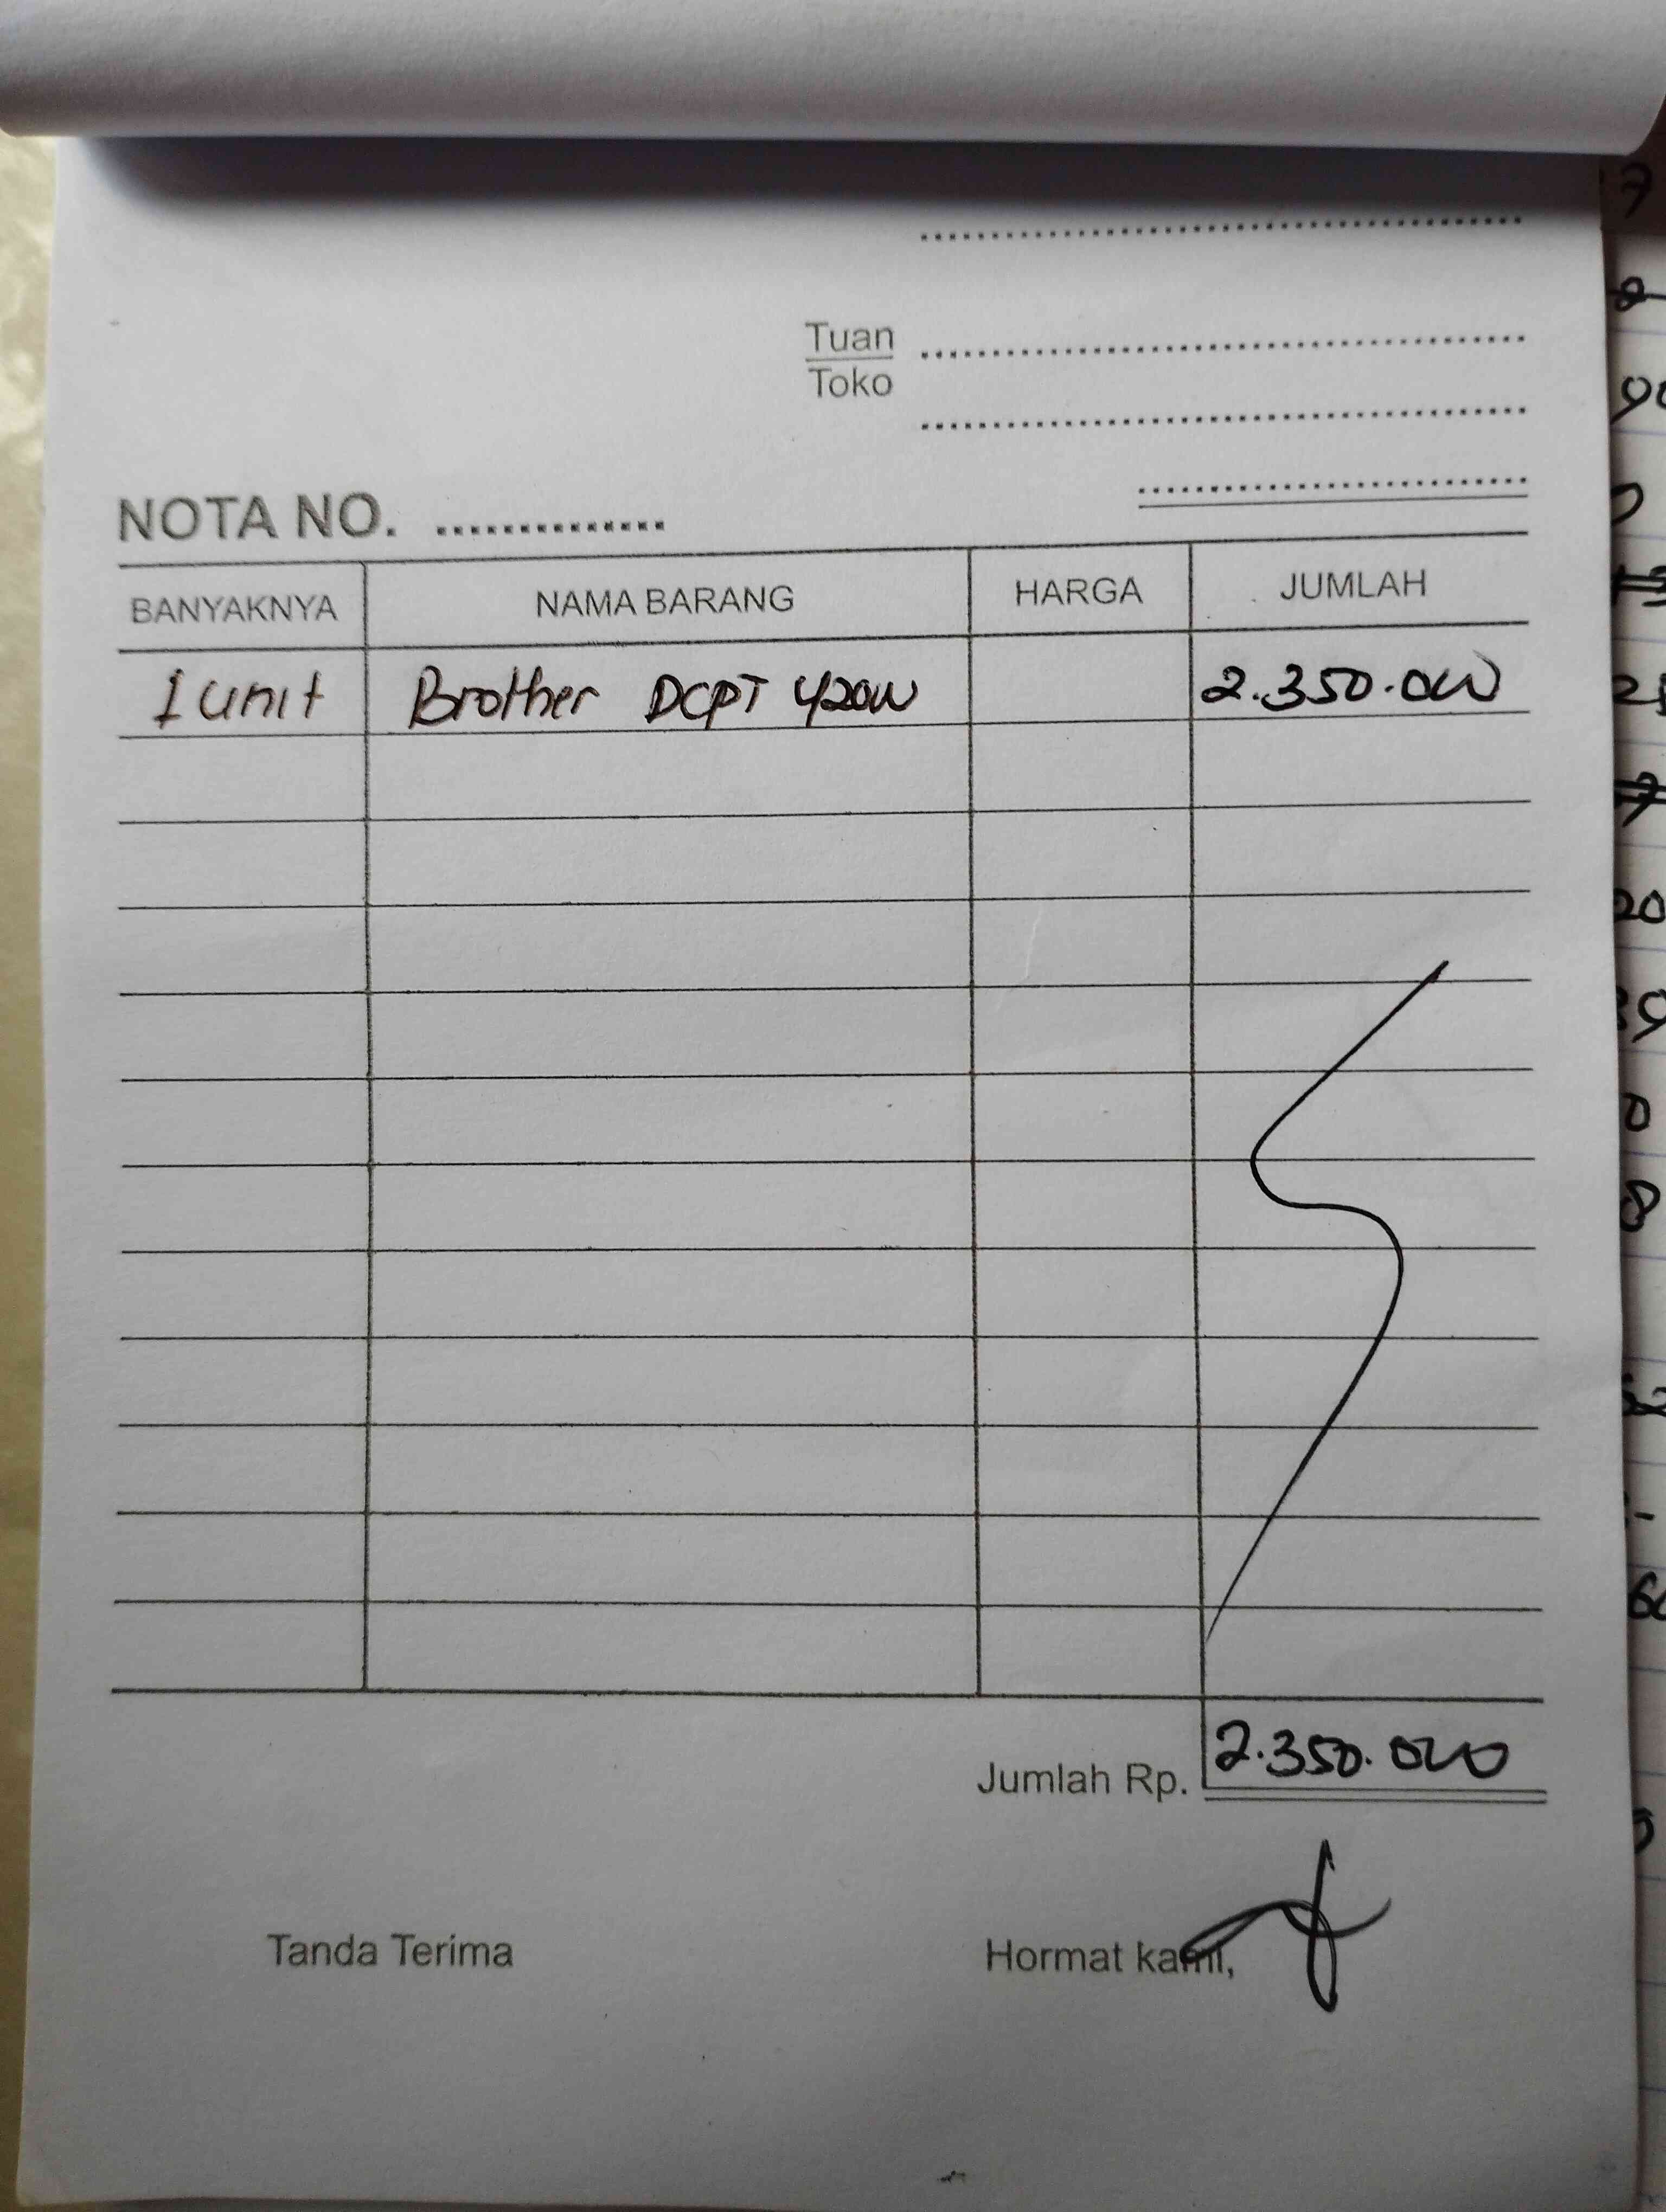 Tuan
Toko
NOTA NO. ..............
BANYAKNYA NAMA BARANG HARGA JUMLAH
1 unit Brother DCPT 420W 2.350.000
Jumlah Rp. 2.350.000
Tanda Terima Hormat kami,